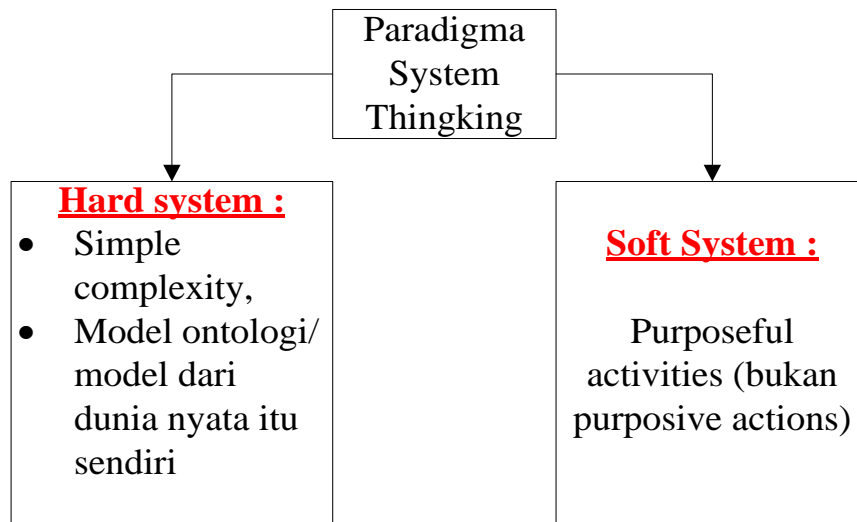 Paradigma
System
Thingking
Hard system :
• Simple
complexity,
• Model ontologi/
model dari
dunia nyata itu
sendiri
Soft System :
Purposeful
activities (bukan
purposive actions)